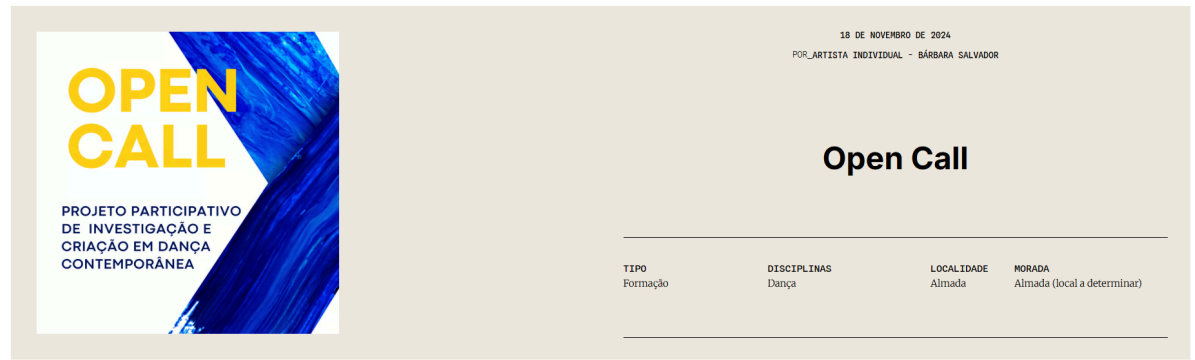 OPEN
CALL
PROJETO PARTICIPATIVO
DE INVESTIGAÇÃO E
CRIAÇÃO EM DANÇA
CONTEMPORÂNEA
18 DE NOVEMBRO DE 2024
POR_ARTISTA INDIVIDUAL - BÁRBARA SALVADOR
Open Call
TIPO DISCIPLINAS LOCALIDADE MORADA
Formação Dança Almada Almada (local a determinar)